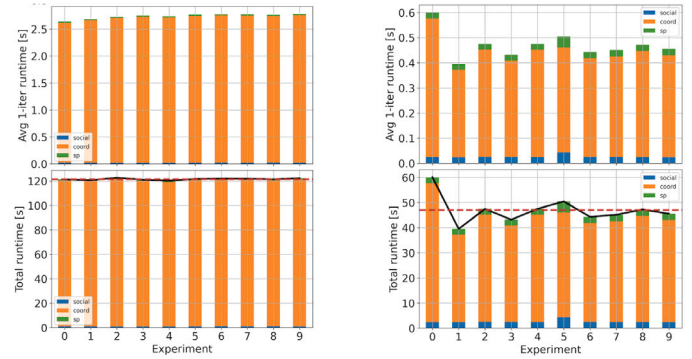 Avg 1-iter runtime [s]
2.5
2.0
1.5
1.0
0.5
0.0
social
coord
sp
Total runtime [s]
120
100
80
60
40
20
0
social
coord
sp
0 1 2 3 4 5 6 7 8 9
Experiment
Avg 1-iter runtime [s]
0.6
0.5
0.4
0.3
0.2
0.1
0.0
social
coord
sp
Total runtime [s]
60
50
40
30
20
10
0
social
coord
sp
0 1 2 3 4 5 6 7 8 9
Experiment